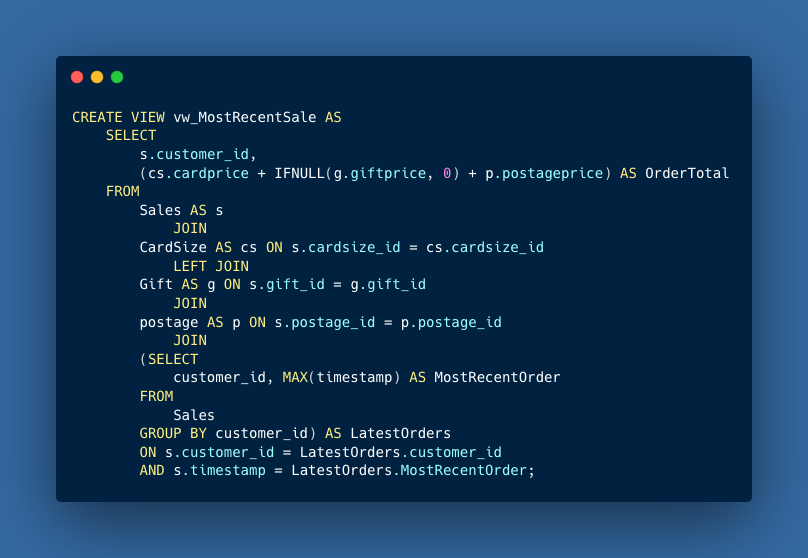 CREATE VIEW vw_MostRecentSale AS
SELECT
s.customer_id,
(cs.cardprice + IFNULL(g.giftprice, 0) + p.postageprice) AS OrderTotal
FROM
Sales AS s
JOIN
CardSize AS cs ON s.cardsize_id = cs.cardsize_id
LEFT JOIN
Gift AS g ON s.gift_id = g.gift_id
JOIN
postage AS p ON s.postage_id = p.postage_id
JOIN
(SELECT
customer_id, MAX(timestamp) AS MostRecentOrder
FROM
Sales
GROUP BY customer_id) AS LatestOrders
ON s.customer_id = LatestOrders.customer_id
AND s.timestamp = LatestOrders.MostRecentOrder;